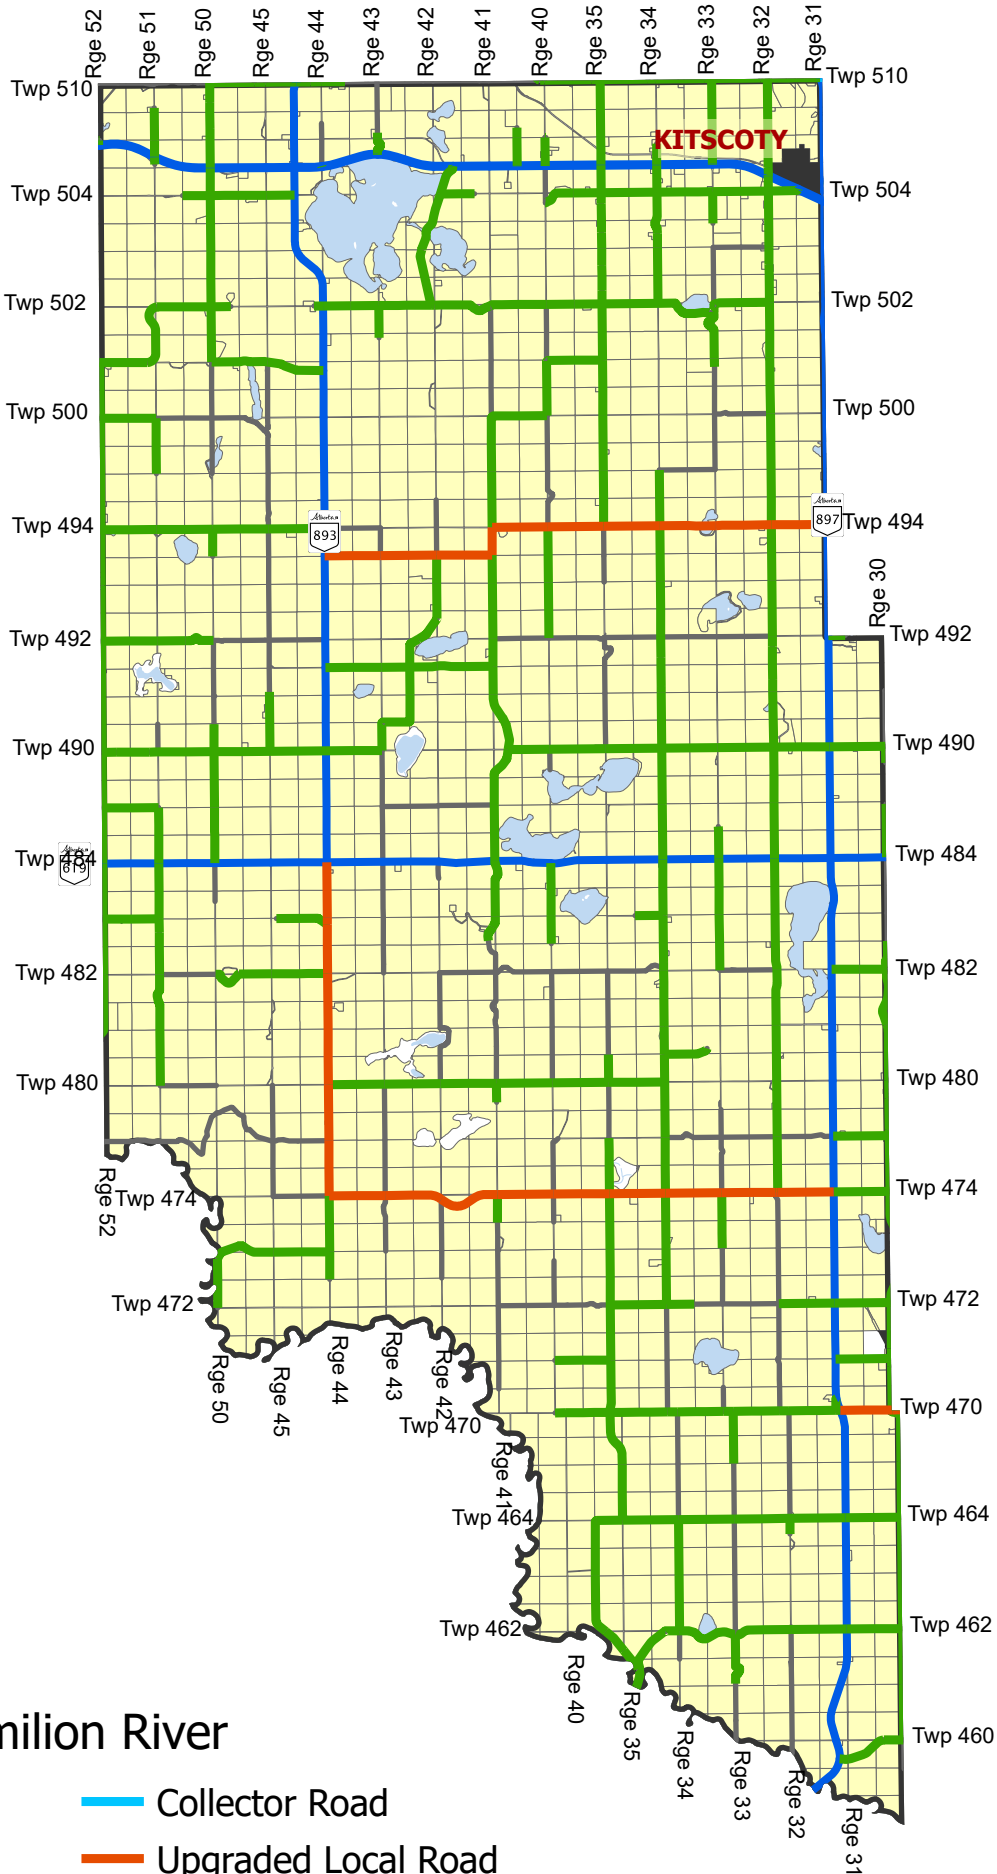 Rge 52
Rge 51
Rge 50
Rge 45
Rge 44
Rge 43
Rge 42
Rge 41
Rge 40
Rge 35
Rge 34
Rge 33
Rge 32
Rge 31
Twp 510
Twp 510
KITSCOTY
Twp 504
Twp 504
Twp 502
Twp 502
Twp 500
Twp 500
Twp 494
Alberta
893
Alberta
897
Twp 494
Rge 30
Twp 492
Twp 492
Twp 490
Twp 490
Twp 484
Alberta
619
Twp 484
Twp 482
Twp 482
Twp 480
Twp 480
Rge 52
Twp 474
Twp 474
Twp 472
Twp 472
Rge 50
Rge 45
Rge 44
Rge 43
Rge 42
Twp 470
Twp 470
Rge 41
Twp 464
Twp 464
Twp 462
Twp 462
Rge 40
Rge 35
Rge 34
Rge 33
Rge 32
Rge 31
Twp 460
milion River
Collector Road
Upgraded Local Road